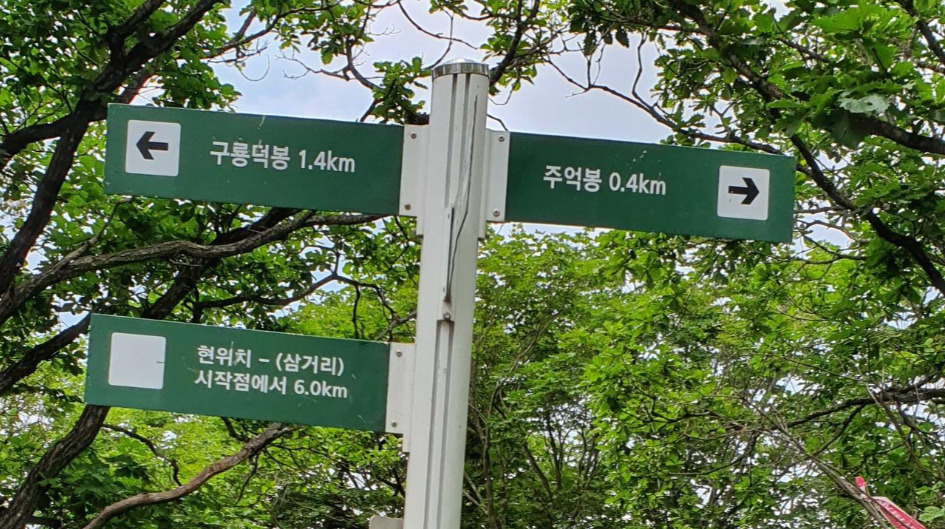 구룡덕봉 1.4km
주억봉 0.4km
현위치 - (삼거리)
시작점에서 6.0km